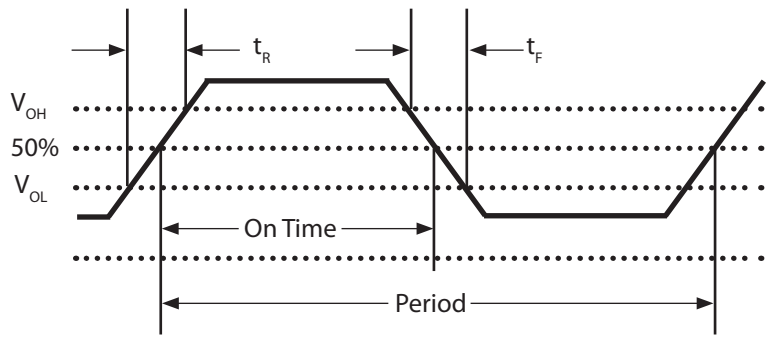 t_R
t_F
V_OH
50%
V_OL
On Time
Period